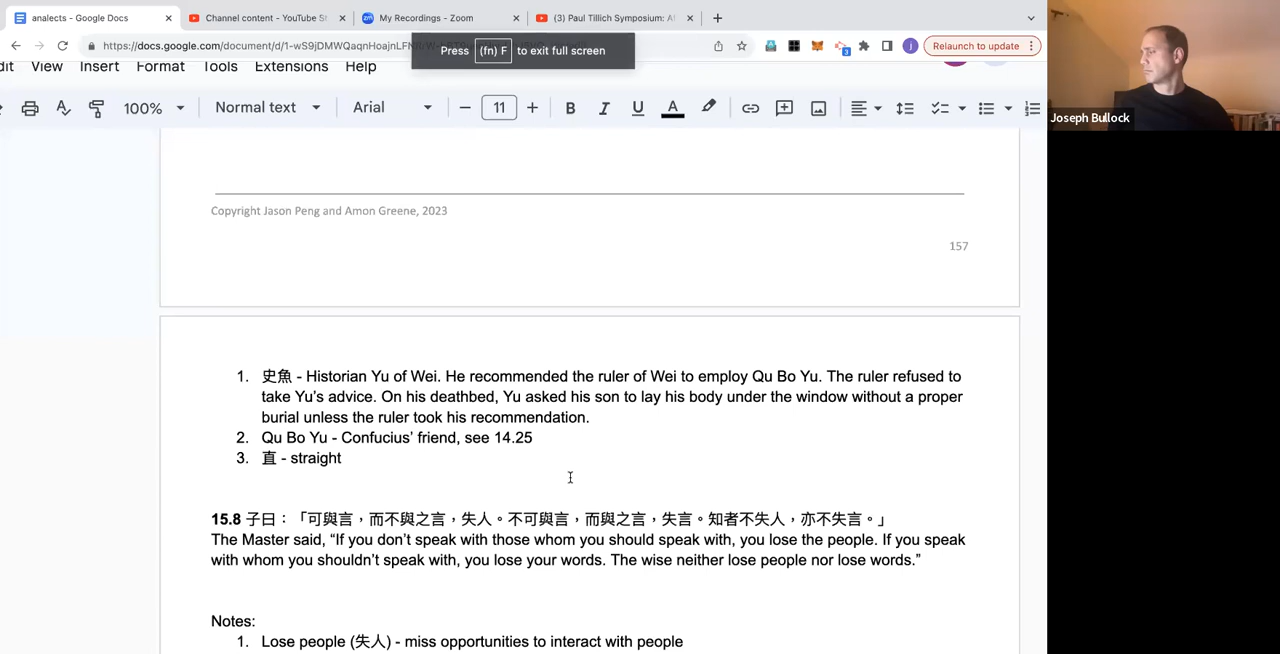 analects - Google Docs
Channel content - YouTube St
My Recordings - Zoom
(3) Paul Tillich Symposium: A
https://docs.google.com/document/d/1-wS9jDMWQaqnHoajnLFN
Press (fn) F to exit full screen
Relaunch to update
dit View Insert Format Tools Extensions Help
100% Normal text Arial 11 B I U A
Joseph Bullock
Copyright Jason Peng and Amon Greene, 2023
157
1. 史魚 - Historian Yu of Wei. He recommended the ruler of Wei to employ Qu Bo Yu. The ruler refused to
take Yu’s advice. On his deathbed, Yu asked his son to lay his body under the window without a proper
burial unless the ruler took his recommendation.
2. Qu Bo Yu - Confucius’ friend, see 14.25
3. 直 - straight
15.8 子曰：「可與言，而不與之言，失人。不可與言，而與之言，失言。知者不失人，亦不失言。」
The Master said, “If you don’t speak with those whom you should speak with, you lose the people. If you speak
with whom you shouldn’t speak with, you lose your words. The wise neither lose people nor lose words.”
Notes:
1. Lose people (失人) - miss opportunities to interact with people